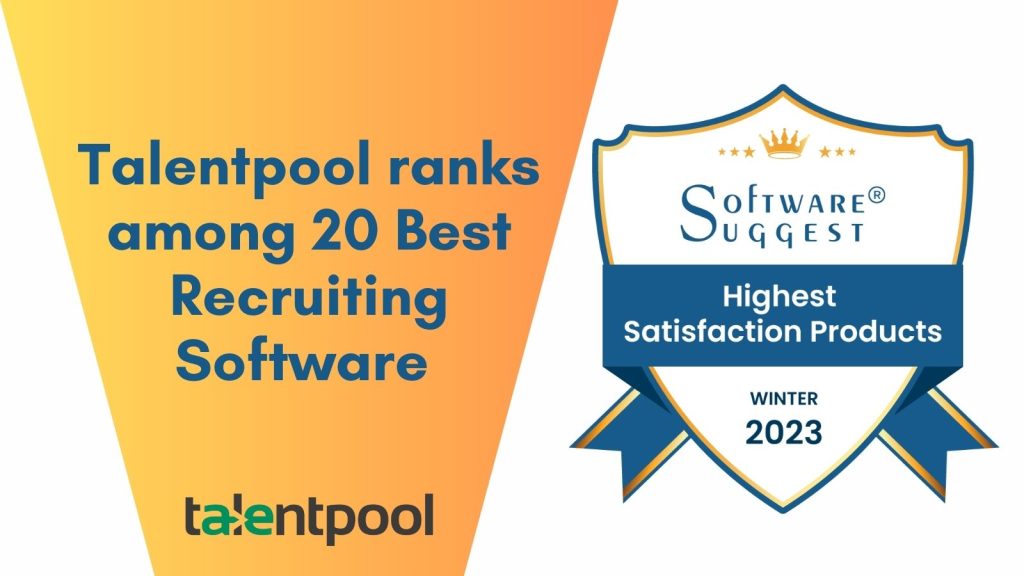 Talentpool ranks
among 20 Best
Recruiting
Software
talentpool
SOFTWARE®
SUGGEST
Highest
Satisfaction Products
WINTER
2023